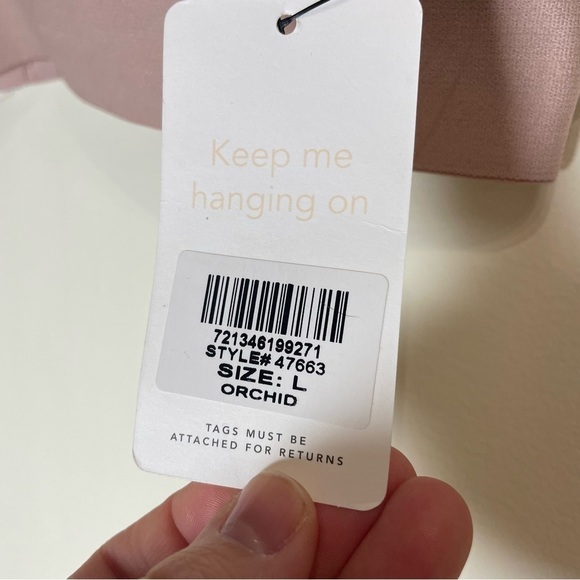 Keep me
hanging on
721346199271
STYLE# 47663
SIZE: L
ORCHID
TAGS MUST BE
ATTACHED FOR RETURNS